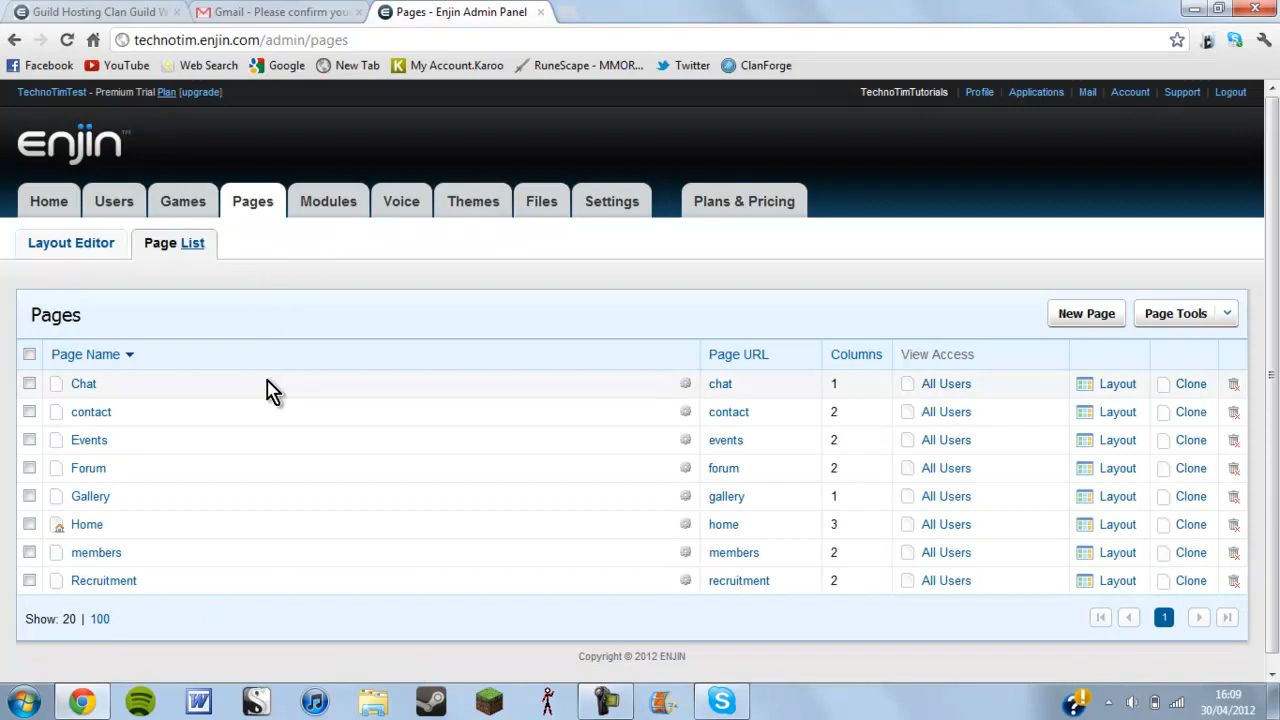 Guild Hosting Clan Guild W
Gmail - Please confirm you
Pages - Enjin Admin Panel
technotim.enjin.com/admin/pages
Facebook YouTube Web Search Google New Tab My Account.Karoo RuneScape - MMOR... Twitter ClanForge
TechnoTimTest - Premium Trial Plan [upgrade]
TechnoTimTutorials | Profile | Applications | Mail | Account | Support | Logout
enjin™
Home Users Games Pages Modules Voice Themes Files Settings Plans & Pricing
Layout Editor Page List
Pages New Page Page Tools
Page Name Page URL Columns View Access
Chat chat 1 All Users Layout Clone
contact contact 2 All Users Layout Clone
Events events 2 All Users Layout Clone
Forum forum 2 All Users Layout Clone
Gallery gallery 1 All Users Layout Clone
Home home 3 All Users Layout Clone
members members 2 All Users Layout Clone
Recruitment recruitment 2 All Users Layout Clone
Show: 20 | 100 1
Copyright © 2012 ENJIN
16:09
30/04/2012